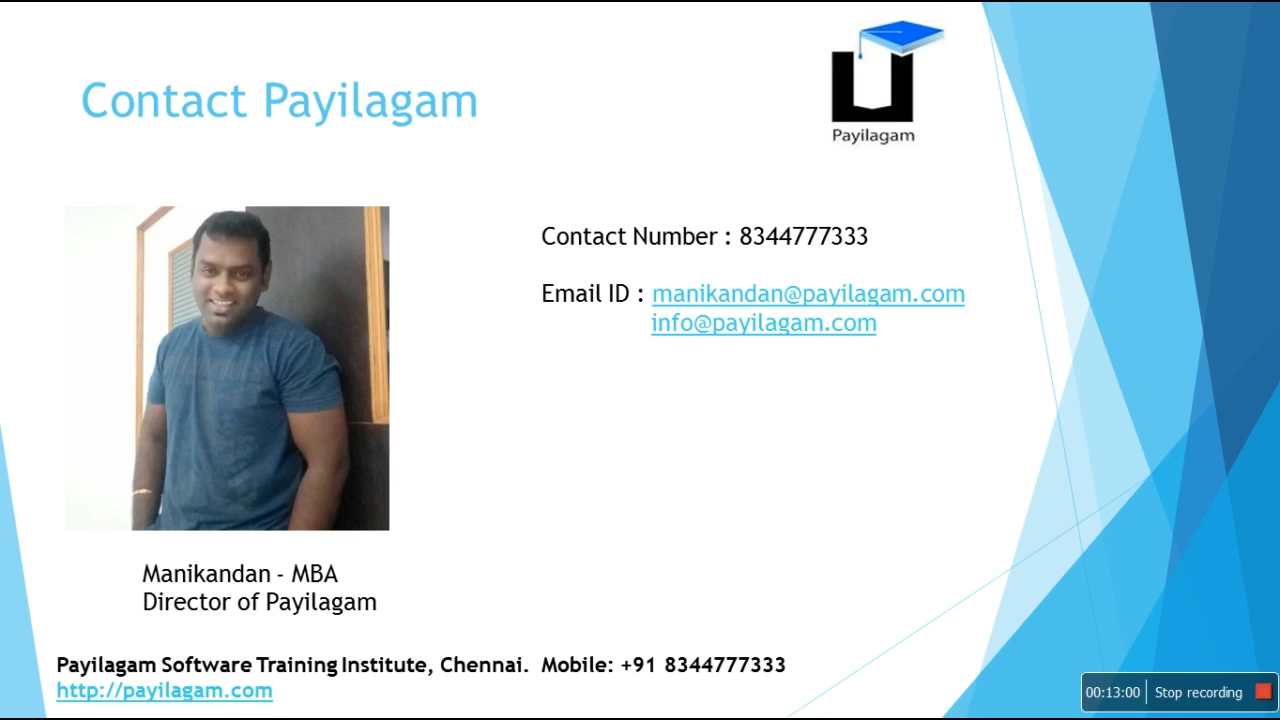 Contact Payilagam
Payilagam
Contact Number : 8344777333
Email ID : manikandan@payilagam.com
info@payilagam.com
Manikandan - MBA
Director of Payilagam
Payilagam Software Training Institute, Chennai. Mobile: +91 8344777333
http://payilagam.com
00:13:00 Stop recording